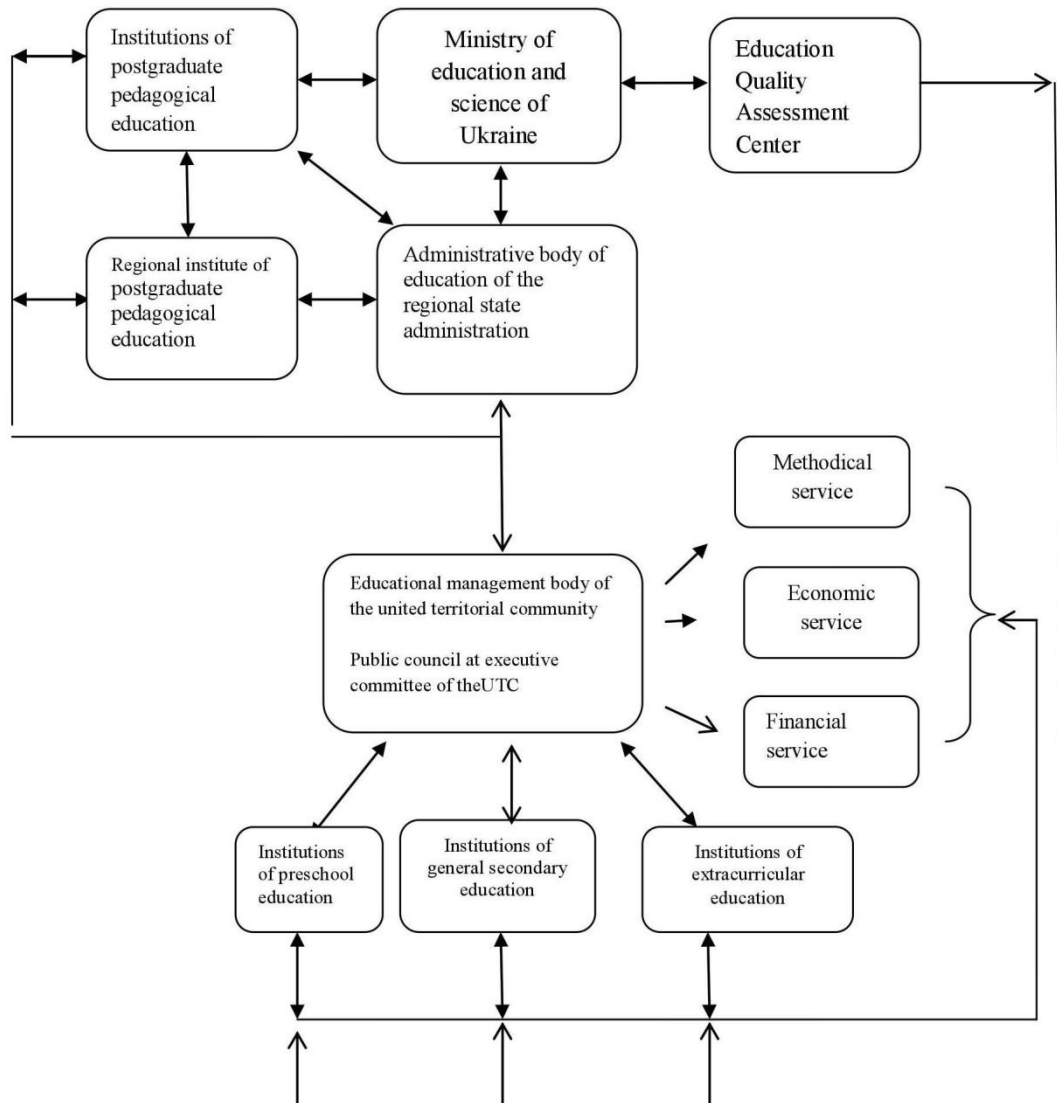 Institutions of
postgraduate
pedagogical
education
Ministry of
education and
science of
Ukraine
Education
Quality
Assessment
Center
Regional institute of
postgraduate
pedagogical
education
Administrative body of
education of the
regional state
administration
Methodical
service
Educational management body of
the united territorial community
Public council at executive
committee of theUTC
Economic
service
Financial
service
Institutions
of preschool
education
Institutions of
general secondary
education
Institutions of
extracurricular
education